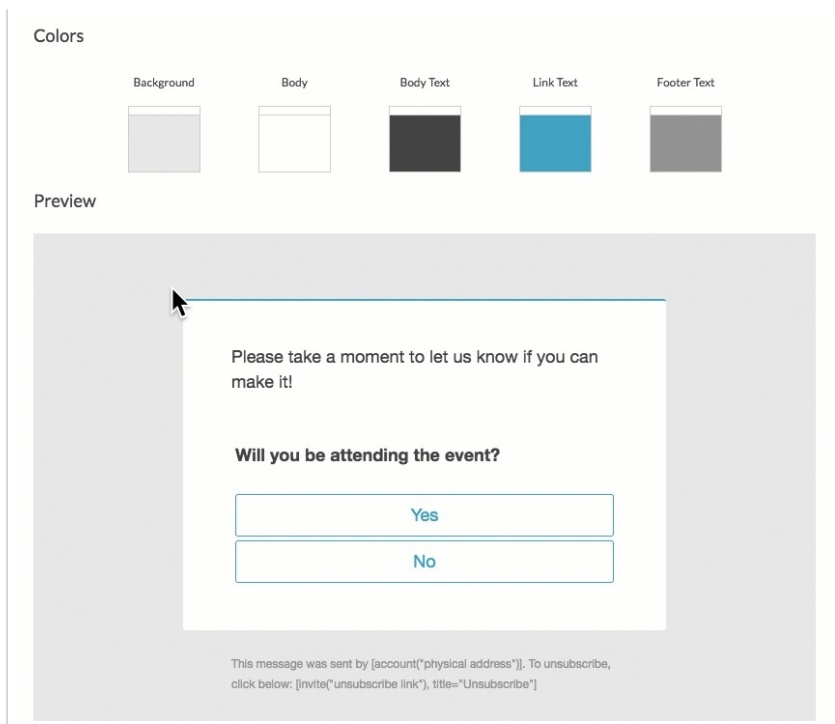 Colors
Background Body Body Text Link Text Footer Text
Preview
Please take a moment to let us know if you can
make it!
Will you be attending the event?
Yes
No
This message was sent by [account("physical address")]. To unsubscribe,
click below: [invite("unsubscribe link"), title="Unsubscribe"]